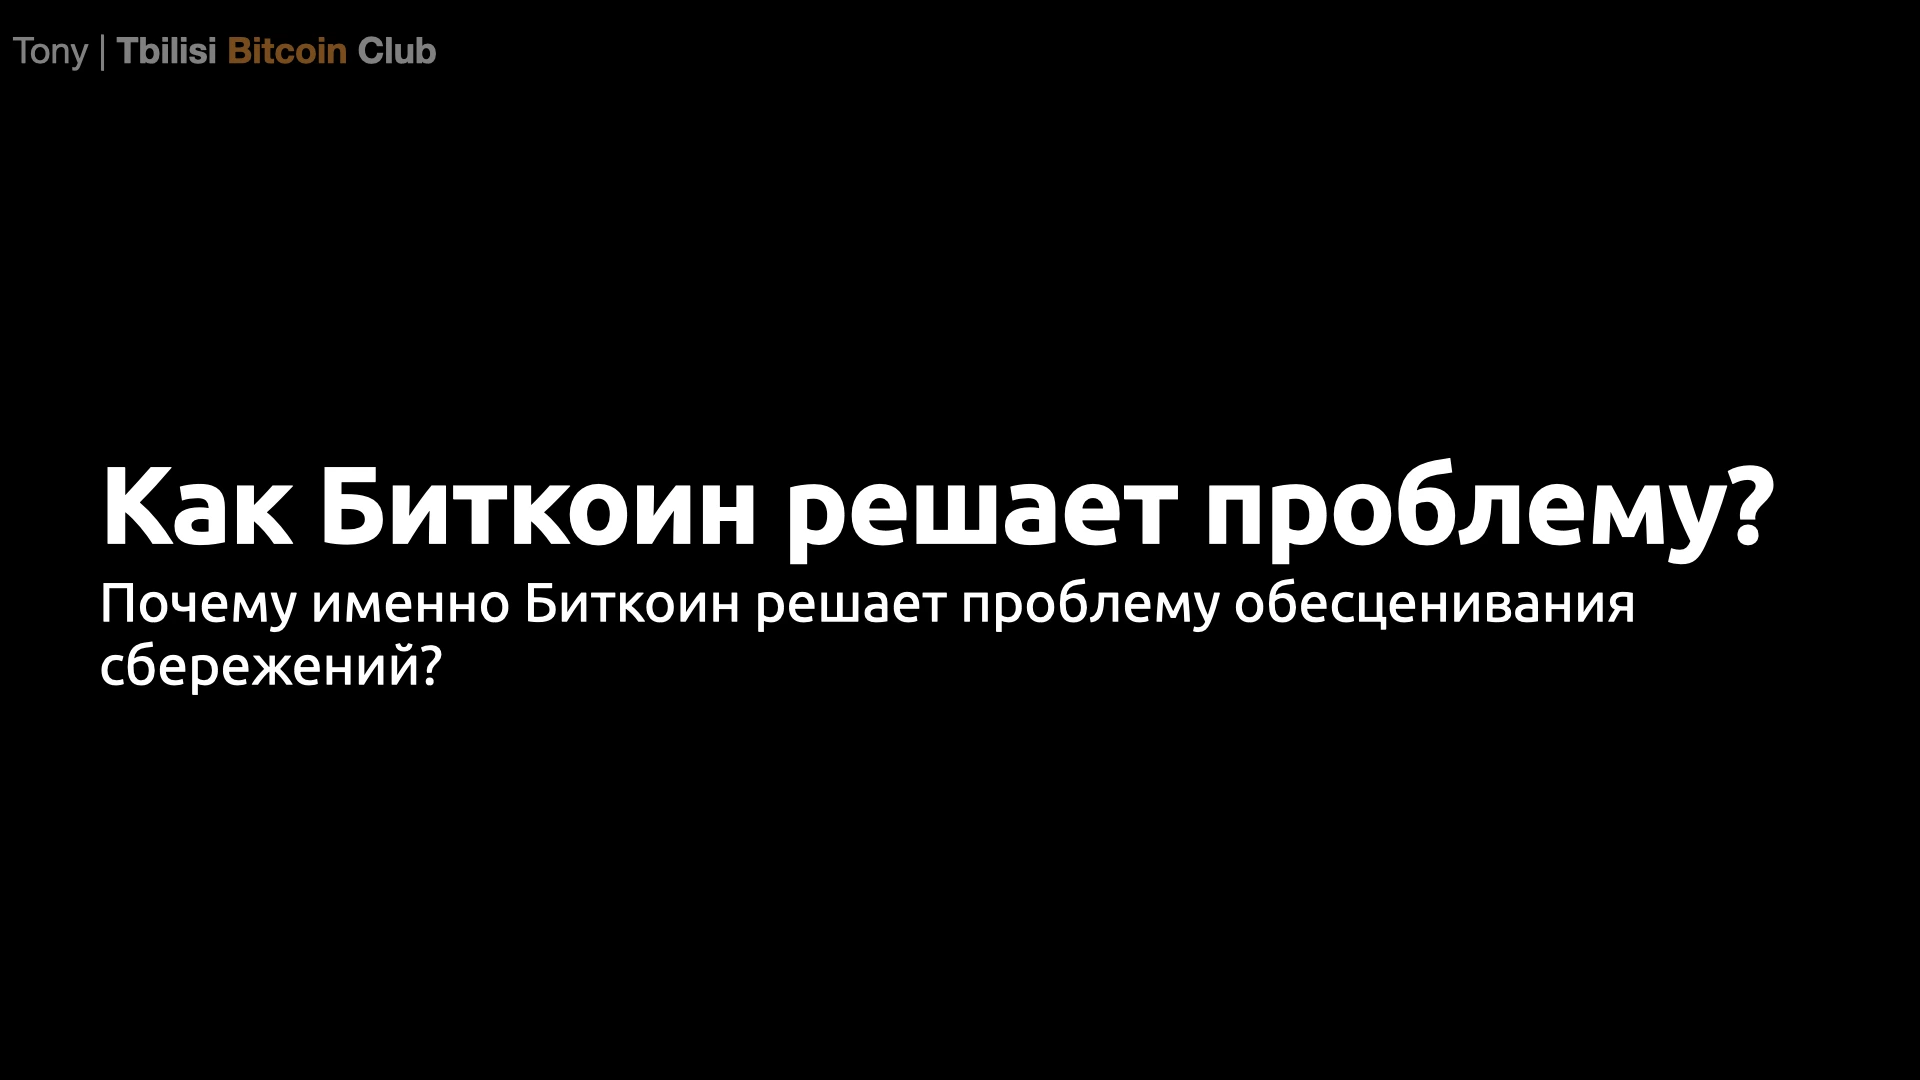 Tony | Tbilisi Bitcoin Club
Как Биткоин решает проблему?
Почему именно Биткоин решает проблему обесценивания
сбережений?